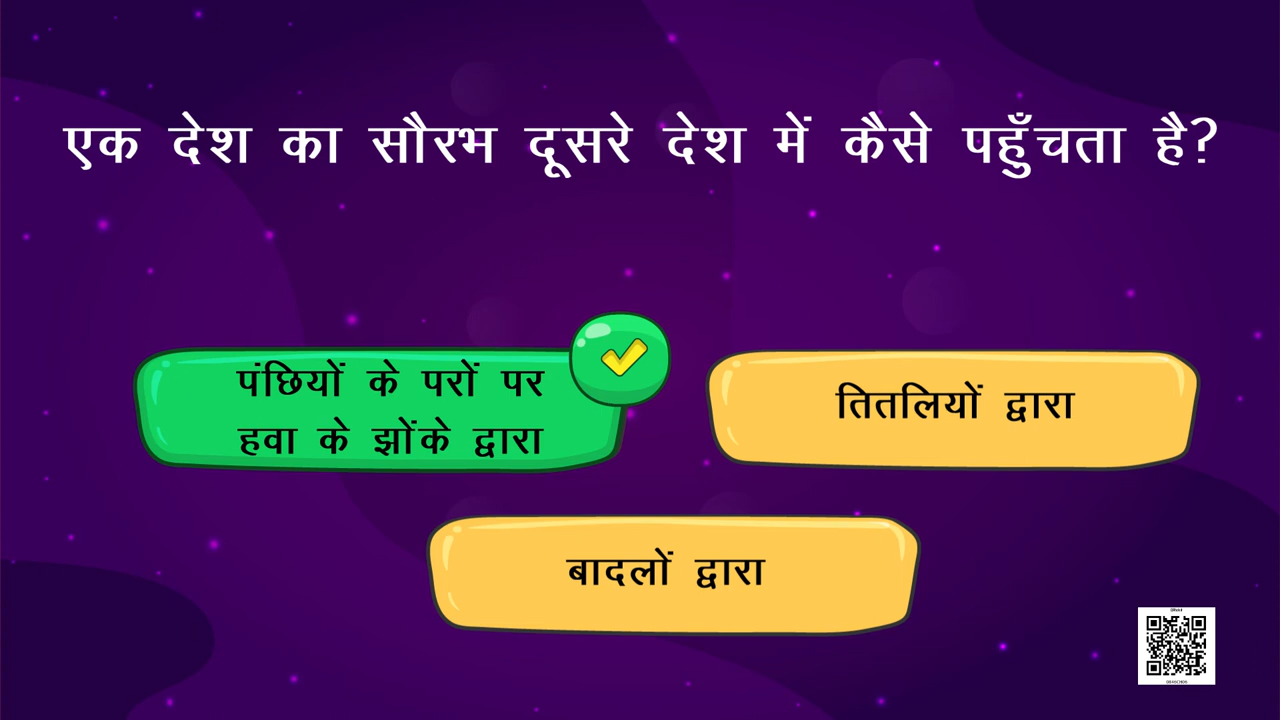 एक देश का सौरभ दूसरे देश में कैसे पहुँचता है?
पंछियों के परों पर
हवा के झोंके द्वारा
तितलियों द्वारा
बादलों द्वारा